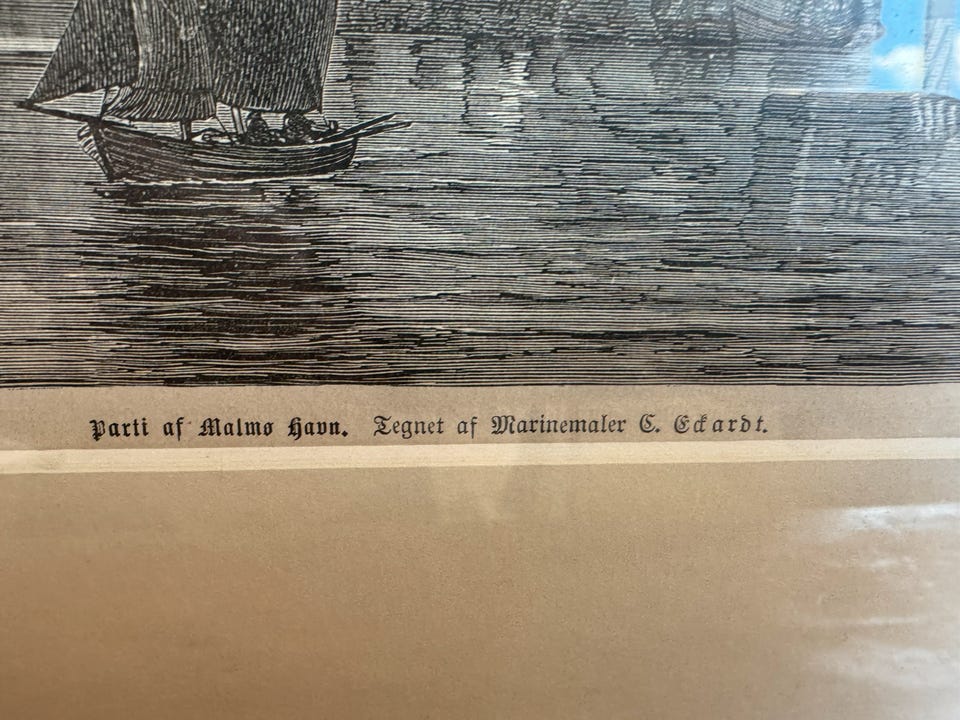 Parti af Malmø Havn. Tegnet af Marinemaler C. Eckardt.